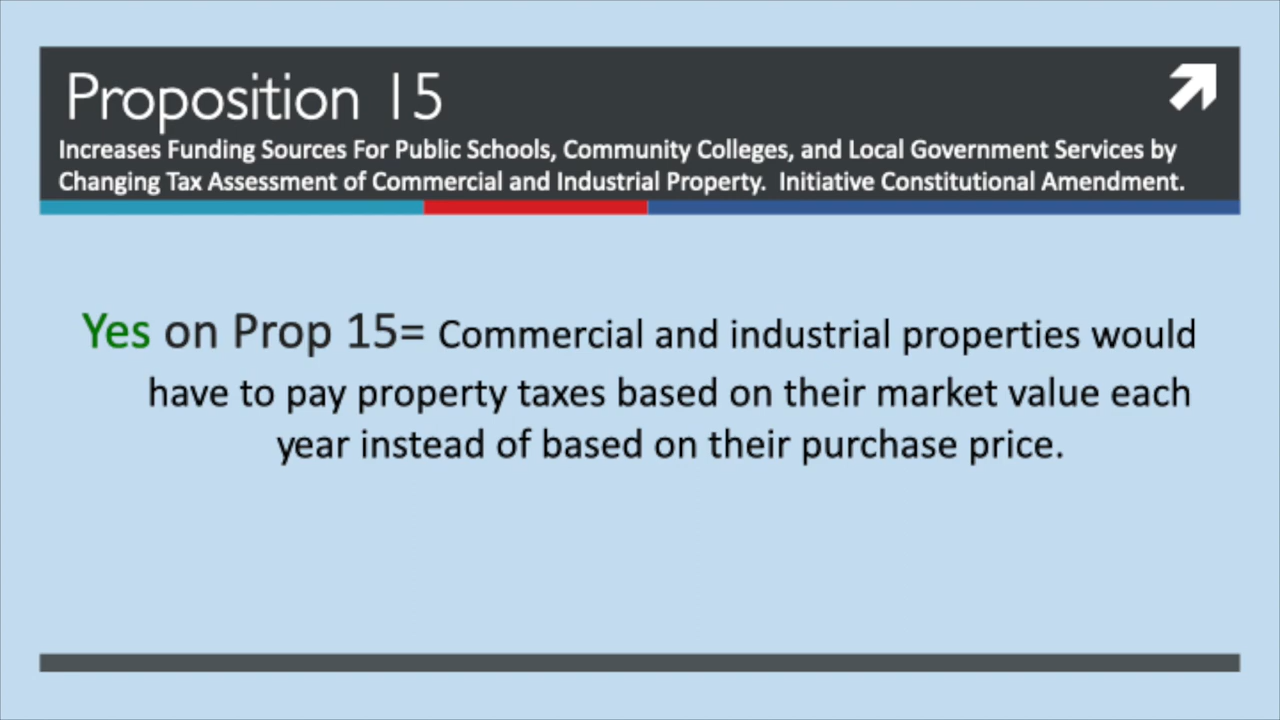 Proposition 15
Increases Funding Sources For Public Schools, Community Colleges, and Local Government Services by
Changing Tax Assessment of Commercial and Industrial Property.  Initiative Constitutional Amendment.
Yes on Prop 15= Commercial and industrial properties would
have to pay property taxes based on their market value each
year instead of based on their purchase price.